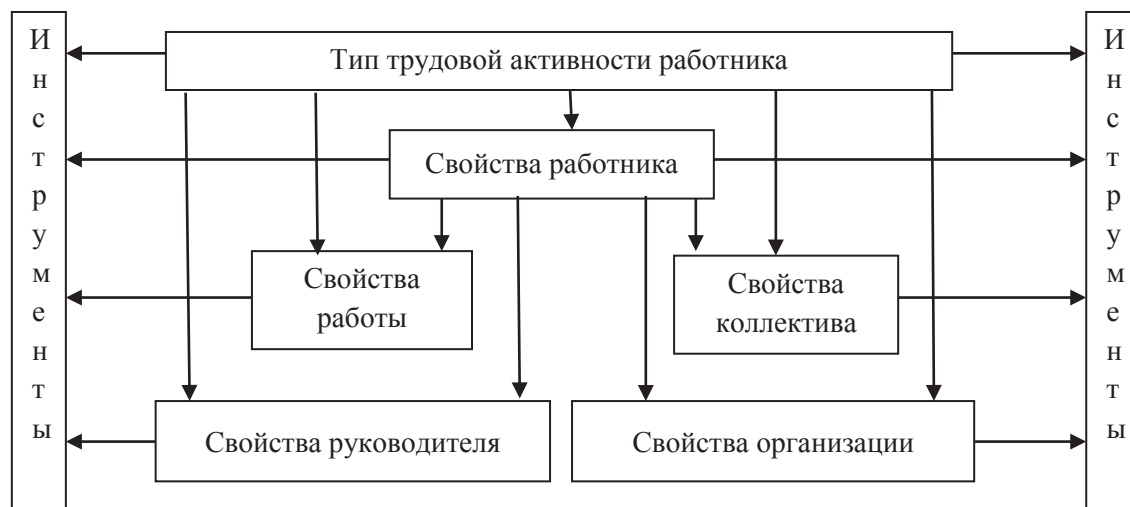 Инструменты
Тип трудовой активности работника
Свойства работника
Свойства
работы
Свойства
коллектива
Свойства руководителя
Свойства организации
Инструменты